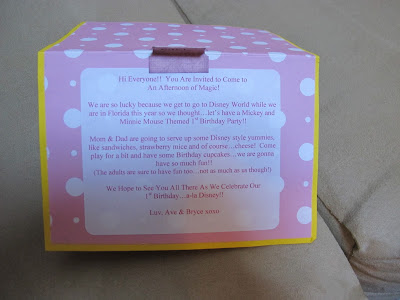 Hi Everyone!! You Are Invited to Come to
An Afternoon of Magic!
We are so lucky because we get to go to Disney World while we
are in Florida this year so we thought…let's have a Mickey and
Minnie Mouse Themed 1st Birthday Party!!
Mom & Dad are going to serve up some Disney style yummies,
like sandwiches, strawberry mice and of course…cheese! Come
play for a bit and have some Birthday cupcakes…we are gonna
have so much fun!!
(The adults are sure to have fun too…not as much as us though!)
We Hope to See You All There As We Celebrate Our
1st Birthday…a-la Disney!!
Luv, Ava & Bryce xoxo